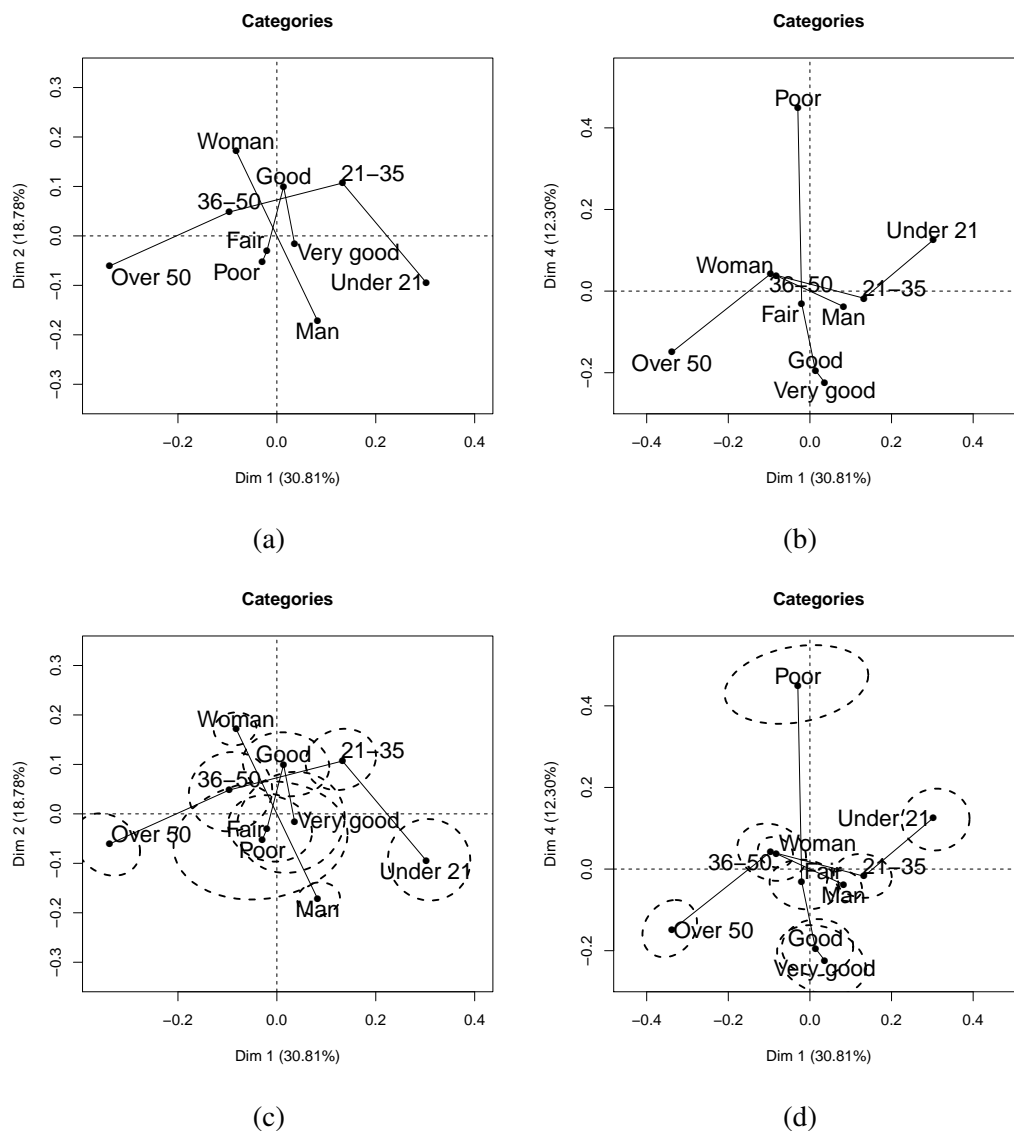 Categories
Dim 2 (18.78%)
0.3
0.2
0.1
0.0
−0.1
−0.2
−0.3
Woman
Good
21−35
36−50
Fair
Very good
Poor
Over 50
Under 21
Man
−0.2
0.0
0.2
0.4
Dim 1 (30.81%)
(a)
Categories
Dim 4 (12.30%)
0.4
0.2
0.0
−0.2
Poor
Under 21
Woman
36−50
21−35
Fair
Man
Over 50
Good
Very good
−0.4
−0.2
0.0
0.2
0.4
Dim 1 (30.81%)
(b)
Categories
Dim 2 (18.78%)
0.3
0.2
0.1
0.0
−0.1
−0.2
−0.3
Woman
Good
21−35
36−50
Over 50
Fair
Very good
Poor
Under 21
Man
−0.2
0.0
0.2
0.4
Dim 1 (30.81%)
(c)
Categories
Dim 4 (12.30%)
0.4
0.2
0.0
−0.2
Poor
Under 21
Woman
36−50
Fair
21−35
Man
Over 50
Good
Very good
−0.4
−0.2
0.0
0.2
0.4
Dim 1 (30.81%)
(d)